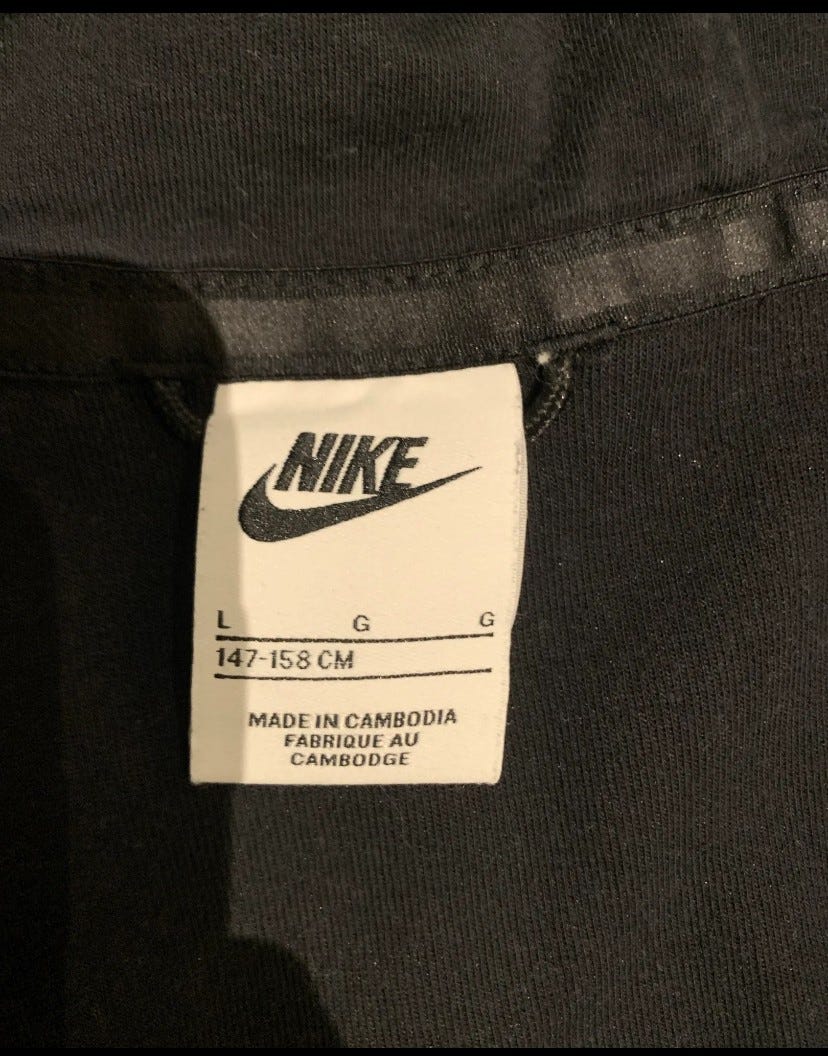 NIKE
L G G
147-158 CM
MADE IN CAMBODIA
FABRIQUE AU
CAMBODGE